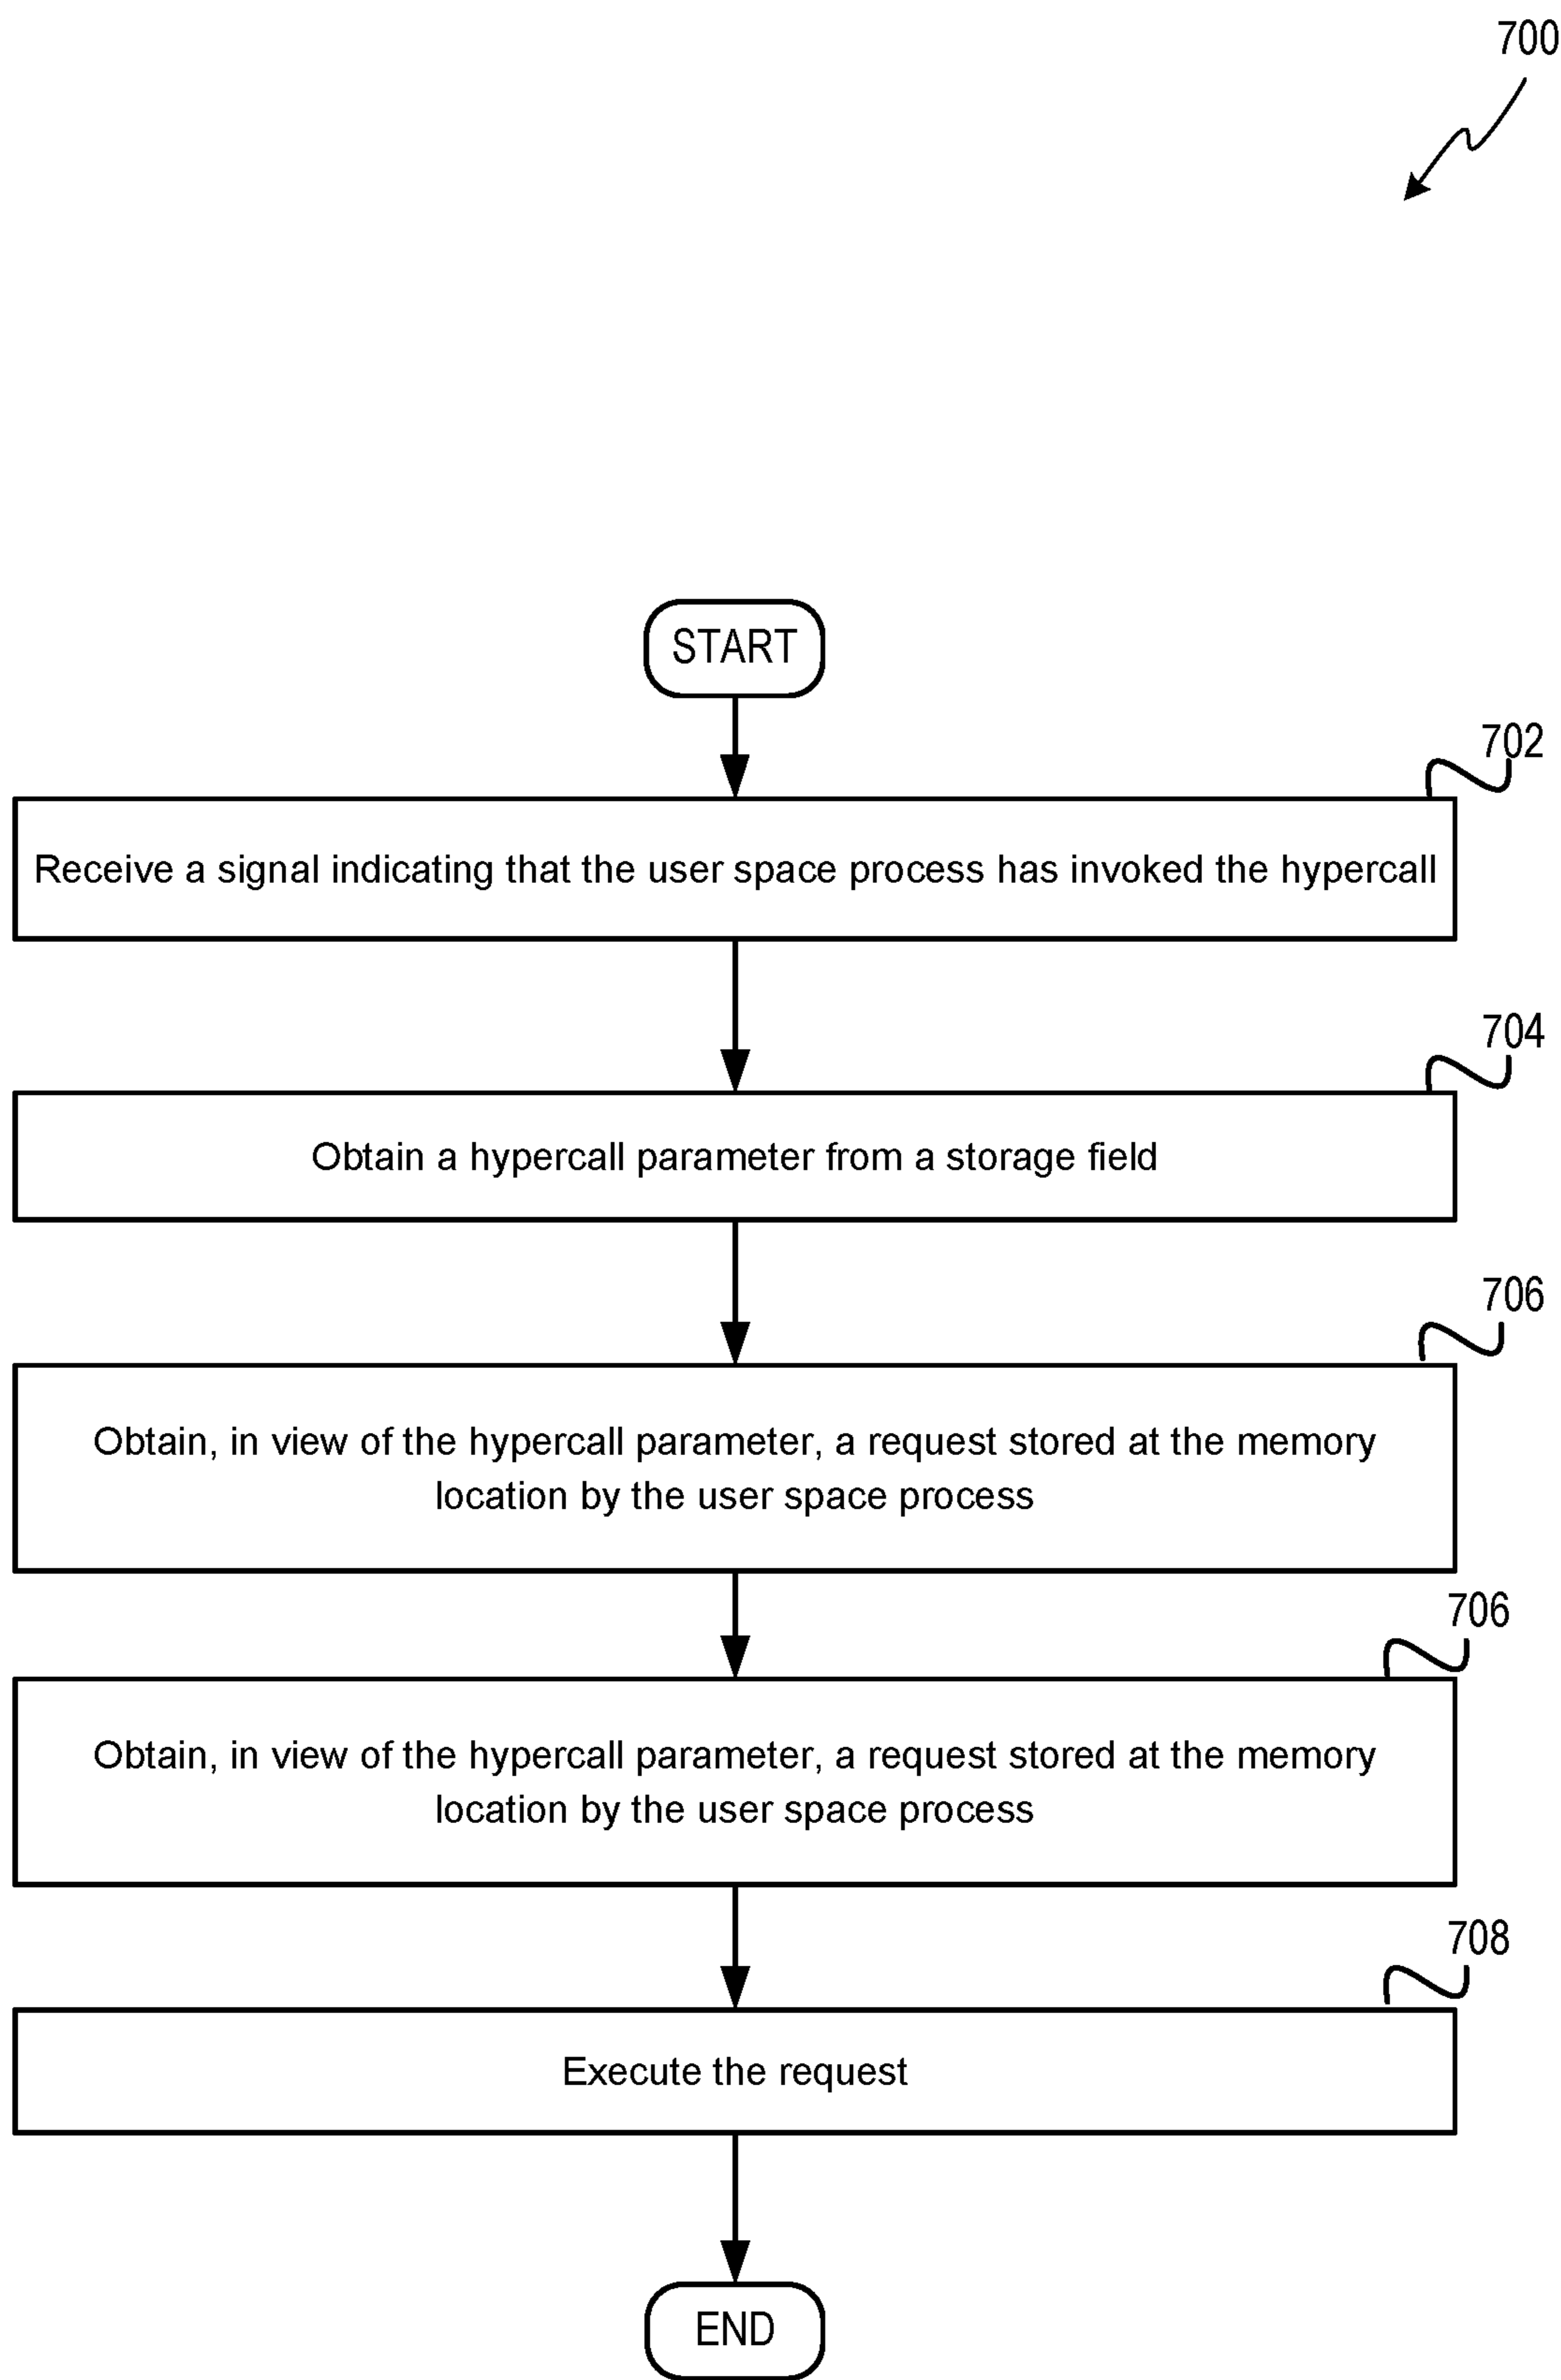 700
START
702
Receive a signal indicating that the user space process has invoked the hypercall
704
Obtain a hypercall parameter from a storage field
706
Obtain, in view of the hypercall parameter, a request stored at the memory
location by the user space process
706
Obtain, in view of the hypercall parameter, a request stored at the memory
location by the user space process
708
Execute the request
END